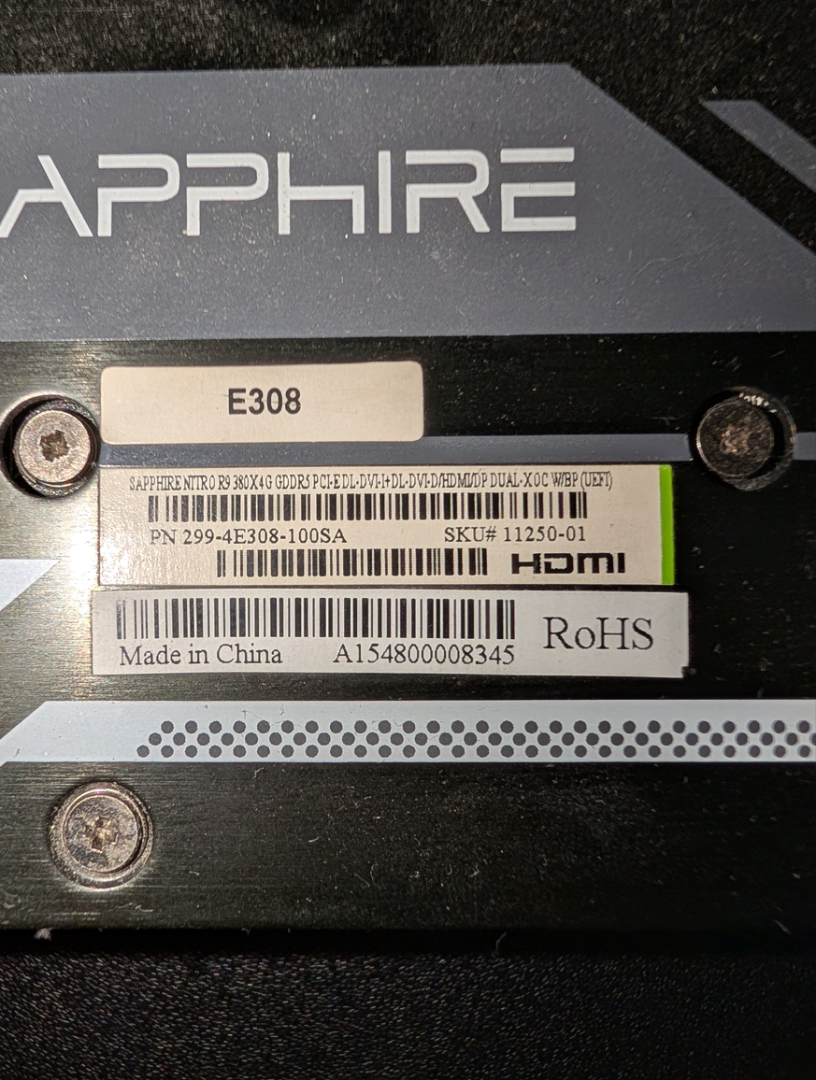 APPHIRE
E308
SAPPHIRE NITRO R9 380X 4G GDDR5 PCI-E DL-DVI-I+DL-DVI-D/HDMI/DP DUAL-X OC W/BP (UEFI)
PN 299-4E308-100SA SKU# 11250-01
HDMI
RoHS
Made in China A154800008345